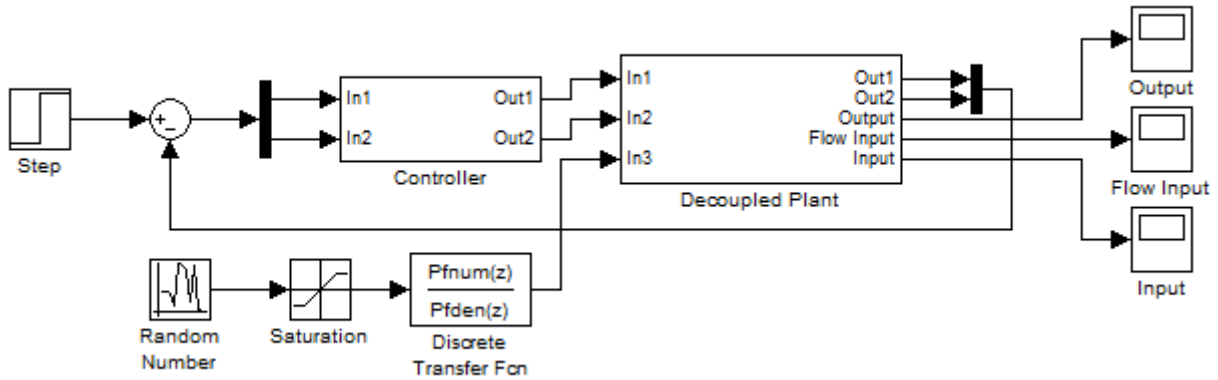 Step
+
−
In1
In2
Out1
Out2
Controller
In1
In2
In3
Out1
Out2
Output
Flow Input
Input
Decoupled Plant
Output
Flow Input
Input
Random
Number
Saturation
Pfnum(z)
Pfden(z)
Discrete
Transfer Fcn